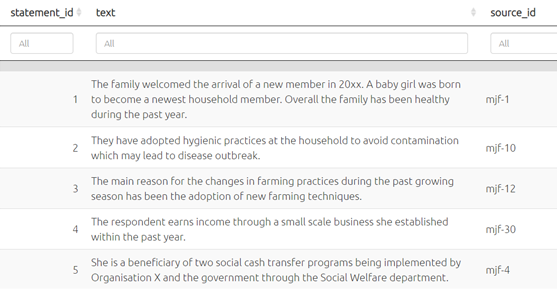 statement_id text source_id
All All All
1 The family welcomed the arrival of a new member in 20xx. A baby girl was born mjf-1
to become a newest household member. Overall the family has been healthy
during the past year.
2 They have adopted hygienic practices at the household to avoid contamination mjf-10
which may lead to disease outbreak.
3 The main reason for the changes in farming practices during the past growing mjf-12
season has been the adoption of new farming techniques.
4 The respondent earns income through a small scale business she established mjf-30
within the past year.
5 She is a beneficiary of two social cash transfer programs being implemented by mjf-4
Organisation X and the government through the Social Welfare department.